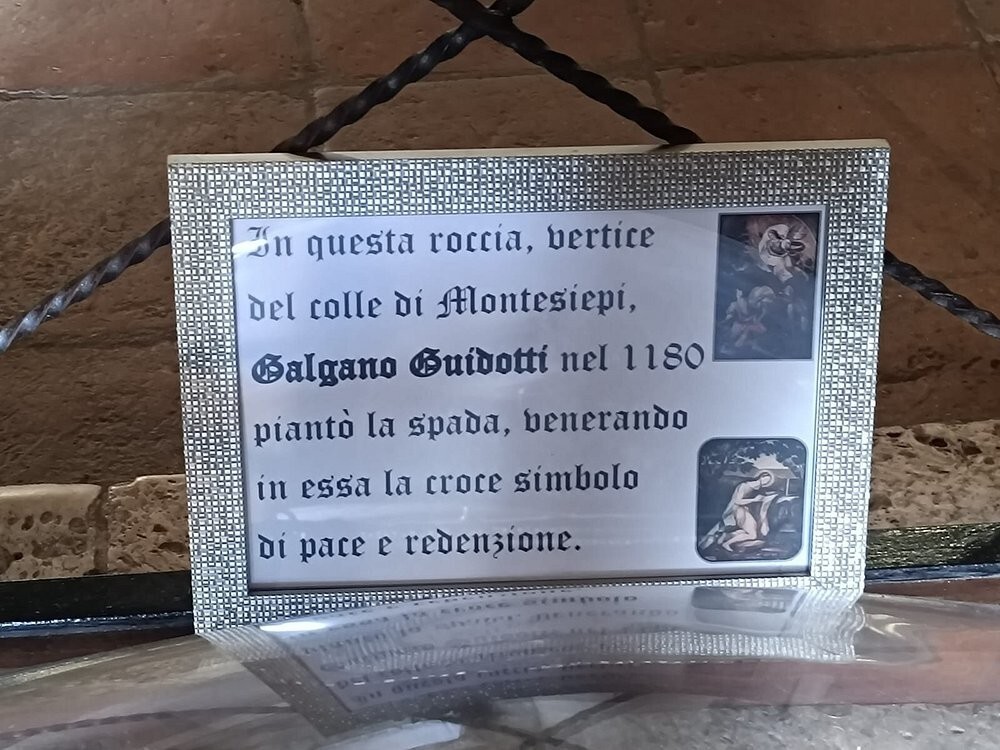 In questa roccia, vertice
del colle di Montesiepi,
Galgano Guidotti nel 1180
piantò la spada, venerando
in essa la croce simbolo
di pace e redenzione.